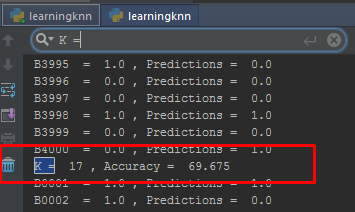 learningknn learningknn
K =
B3995 = 1.0 , Predictions = 0.0
B3996 = 0.0 , Predictions = 0.0
B3997 = 0.0 , Predictions = 0.0
B3998 = 1.0 , Predictions = 1.0
B3999 = 0.0 , Predictions = 0.0
B4000 = 0.0 , Predictions = 1.0
K = 17 , Accuracy = 69.675
B0001 = 1.0 , Predictions = 1.0
B0002 = 1.0 , Predictions = 0.0